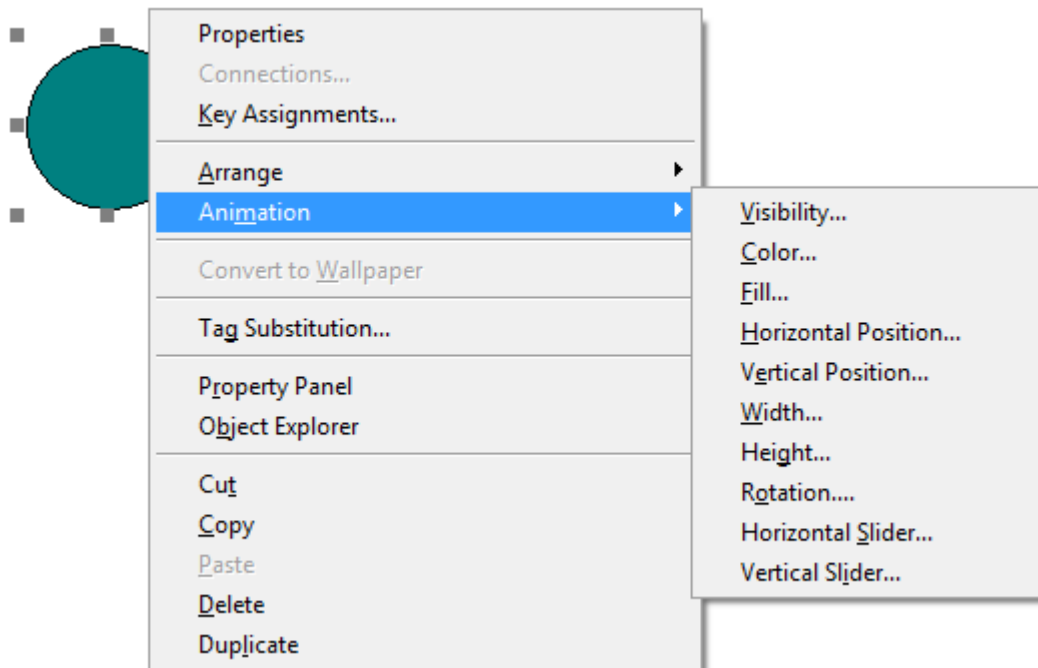 Properties
Connections...
Key Assignments...
Arrange
Animation
Convert to Wallpaper
Tag Substitution...
Property Panel
Object Explorer
Cut
Copy
Paste
Delete
Duplicate
Visibility...
Color...
Fill...
Horizontal Position...
Vertical Position...
Width...
Height...
Rotation....
Horizontal Slider...
Vertical Slider...